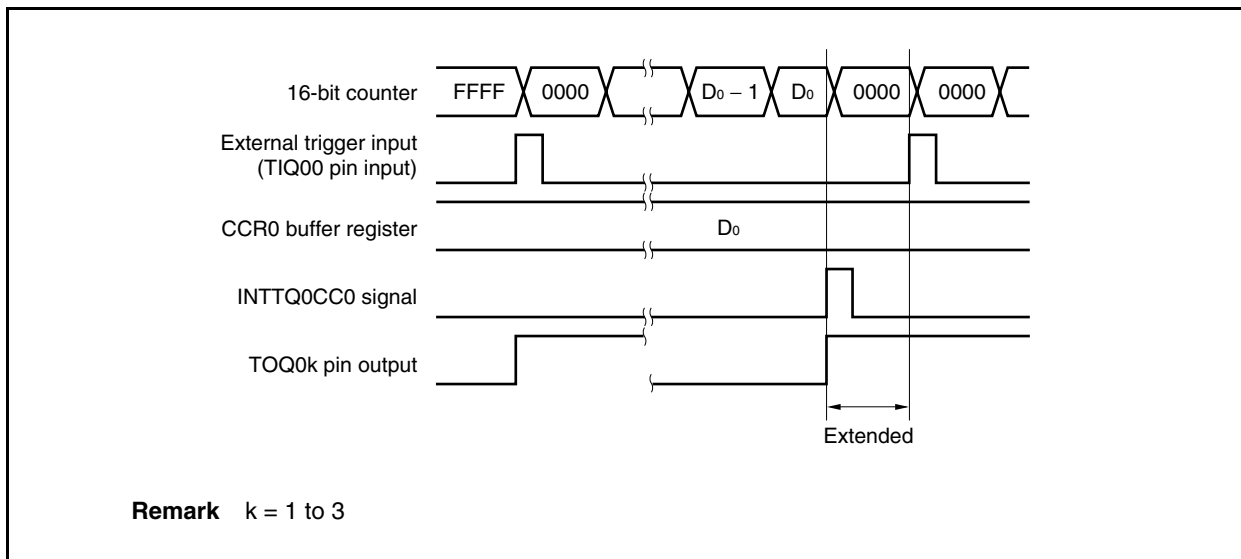 16-bit counter FFFF 0000 D0 − 1 D0 0000 0000
External trigger input
(TIQ00 pin input)
CCR0 buffer register D0
INTTQ0CC0 signal
TOQ0k pin output
Extended
Remark k = 1 to 3